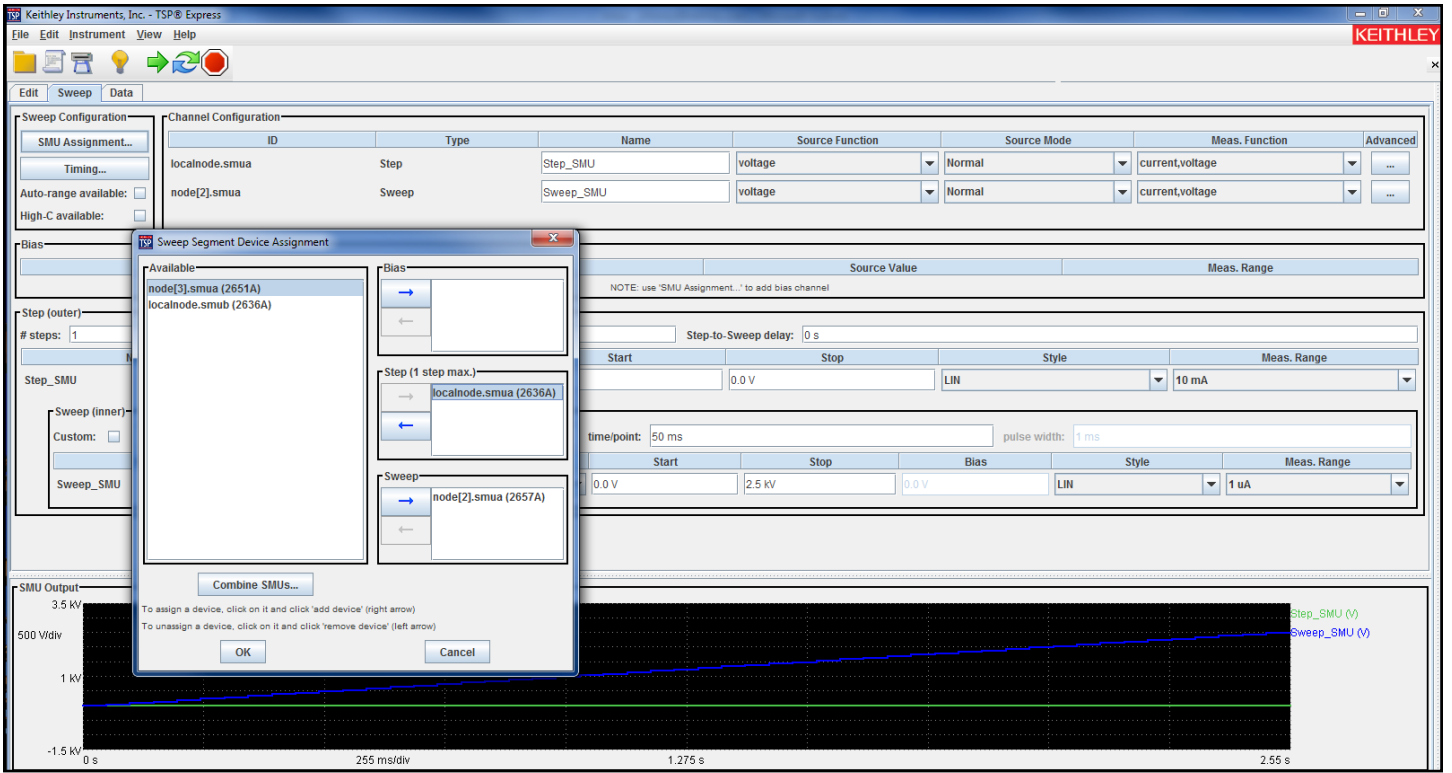 Keithley Instruments, Inc. - TSP® Express
File Edit Instrument View Help
KEITHLEY
Edit Sweep Data
Sweep Configuration
SMU Assignment...
Timing...
Auto-range available:
High-C available:
Channel Configuration
ID Type Name Source Function Source Mode Meas. Function Advanced
localnode.smua Step Step_SMU voltage Normal current,voltage ...
node[2].smua Sweep Sweep_SMU voltage Normal current,voltage ...
Bias
Source Value Meas. Range
NOTE: use 'SMU Assignment...' to add bias channel
Step (outer)
# steps: 1 Step-to-Sweep delay: 0 s
N Start Stop Style Meas. Range
Step_SMU 0.0 V LIN 10 mA
Sweep (inner)
Custom: time/point: 50 ms pulse width: 1 ms
Start Stop Bias Style Meas. Range
Sweep_SMU 0.0 V 2.5 kV 0.0 V LIN 1 uA
TSP Sweep Segment Device Assignment
Available
node[3].smua (2651A)
localnode.smub (2636A)
Bias
Step (1 step max.)
localnode.smua (2636A)
Sweep
node[2].smua (2657A)
Combine SMUs...
To assign a device, click on it and click 'add device' (right arrow)
To unassign a device, click on it and click 'remove device' (left arrow)
OK Cancel
SMU Output
3.5 kV
500 V/div
1 kV
-1.5 kV
0 s 255 ms/div 1.275 s 2.55 s
Step_SMU (V)
Sweep_SMU (V)